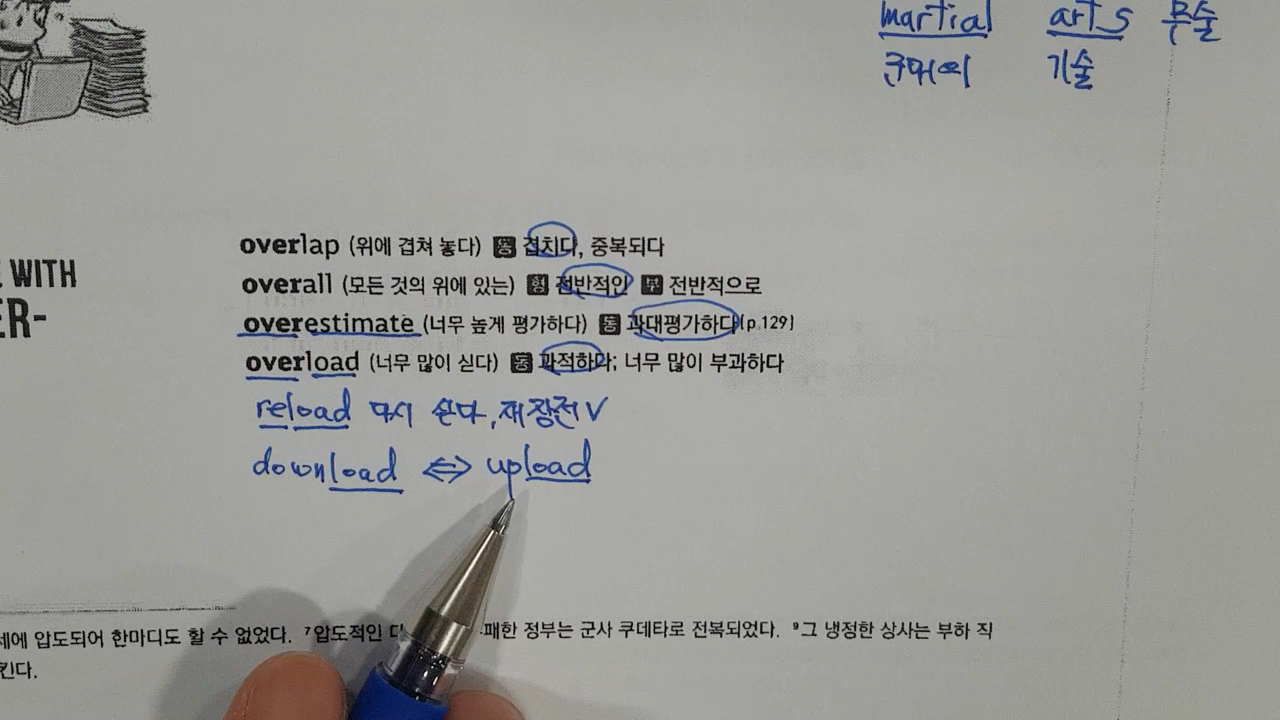 martial arts 무술
군대의 기술
overlap (위에 겹쳐 놓다) 동 겹치다, 중복되다
WITH
overall (모든 것의 위에 있는) 형 전반적인 부 전반적으로
ER-
overestimate (너무 높게 평가하다) 동 과대평가하다(p.129)
overload (너무 많이 싣다) 동 과적하다; 너무 많이 부과하다
reload 다시 싣다, 재장전 V
download ⇔ upload
세에 압도되어 한마디도 할 수 없었다. ⁷압도적인 패한 정부는 군사 쿠데타로 전복되었다. ⁹그 냉정한 상사는 부하 직
킨다.